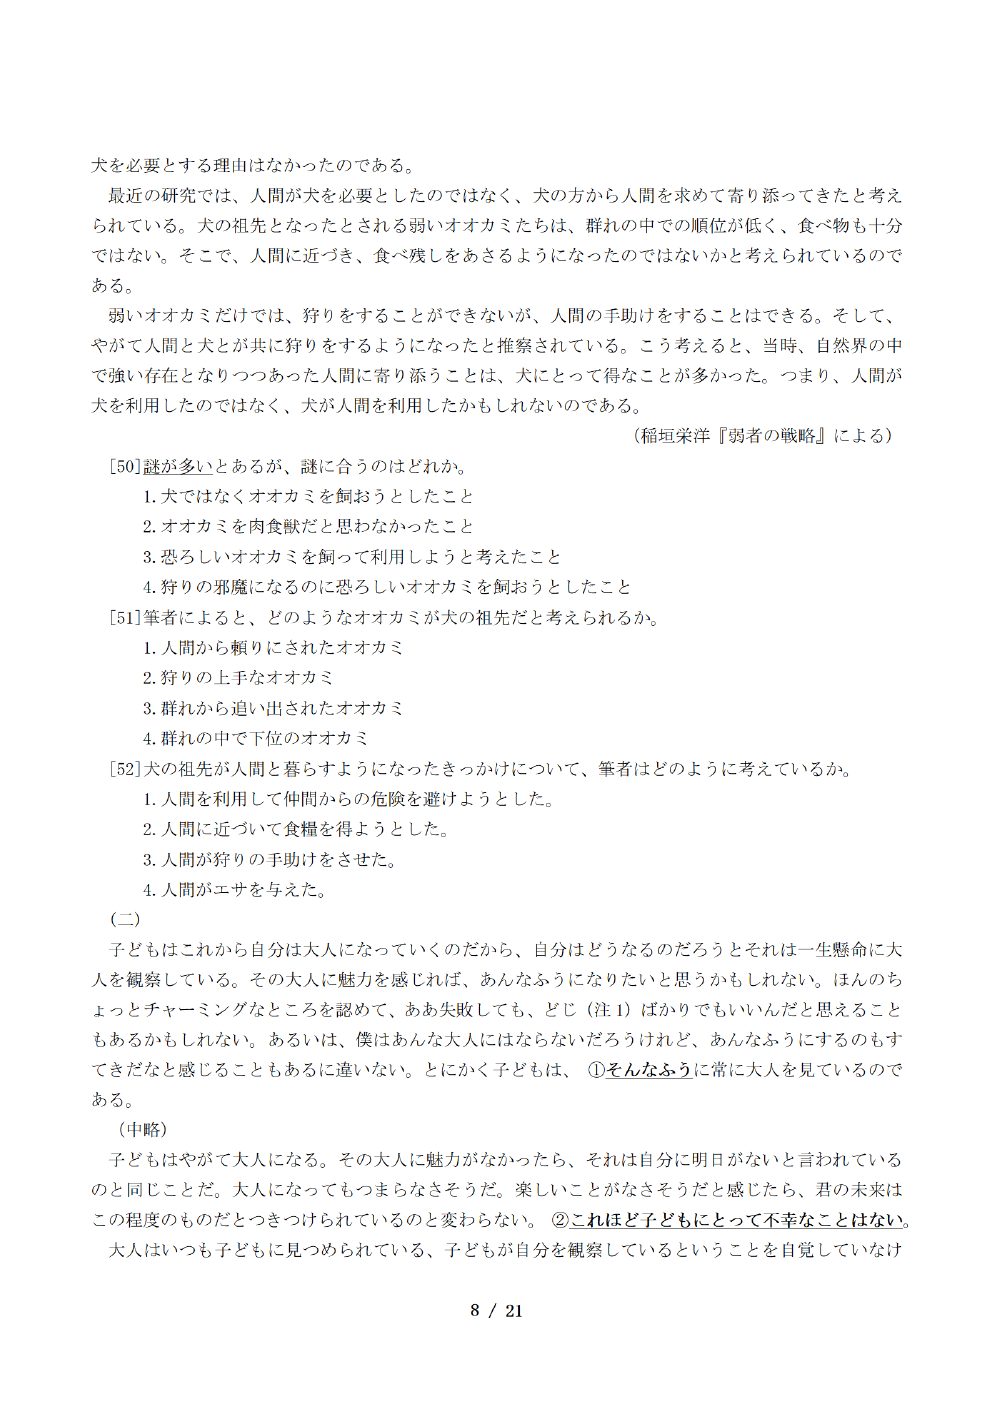 犬を必要とする理由はなかったのである。
最近の研究では、人間が犬を必要としたのではなく、犬の方から人間を求めて寄り添ってきたと考え
られている。犬の祖先となったとされる弱いオオカミたちは、群れの中での順位が低く、食べ物も十分
ではない。そこで、人間に近づき、食べ残しをあさるようになったのではないかと考えられているので
ある。
弱いオオカミだけでは、狩りをすることができないが、人間の手助けをすることはできる。そして、
やがて人間と犬とが共に狩りをするようになったと推察されている。こう考えると、当時、自然界の中
で強い存在となりつつあった人間に寄り添うことは、犬にとって得なことが多かった。つまり、人間が
犬を利用したのではなく、犬が人間を利用したかもしれないのである。
（稲垣栄洋『弱者の戦略』による）
[50]謎が多いとあるが、謎に合うのはどれか。
1. 犬ではなくオオカミを飼おうとしたこと
2. オオカミを肉食獣だと思わなかったこと
3. 恐ろしいオオカミを飼って利用しようと考えたこと
4. 狩りの邪魔になるのに恐ろしいオオカミを飼おうとしたこと
[51]筆者によると、どのようなオオカミが犬の祖先だと考えられるか。
1. 人間から頼りにされたオオカミ
2. 狩りの上手なオオカミ
3. 群れから追い出されたオオカミ
4. 群れの中で下位のオオカミ
[52]犬の祖先が人間と暮らすようになったきっかけについて、筆者はどのように考えているか。
1. 人間を利用して仲間からの危険を避けようとした。
2. 人間に近づいて食糧を得ようとした。
3. 人間が狩りの手助けをさせた。
4. 人間がエサを与えた。
（二）
子どもはこれから自分は大人になっていくのだから、自分はどうなるのだろうとそれは一生懸命に大
人を観察している。その大人に魅力を感じれば、あんなふうになりたいと思うかもしれない。ほんのち
ょっとチャーミングなところを認めて、ああ失敗しても、どじ（注 1）ばかりでもいいんだと思えること
もあるかもしれない。あるいは、僕はあんな大人にはならないだろうけれど、あんなふうにするのもす
てきだなと感じることもあるに違いない。とにかく子どもは、 ①そんなふうに常に大人を見ているので
ある。
（中略）
子どもはやがて大人になる。その大人に魅力がなかったら、それは自分に明日がないと言われている
のと同じことだ。大人になってもつまらなさそうだ。楽しいことがなさそうだと感じたら、君の未来は
この程度のものだとつきつけられているのと変わらない。 ②これほど子どもにとって不幸なことはない。
大人はいつも子どもに見つめられている、子どもが自分を観察しているということを自覚していなけ
8 / 21